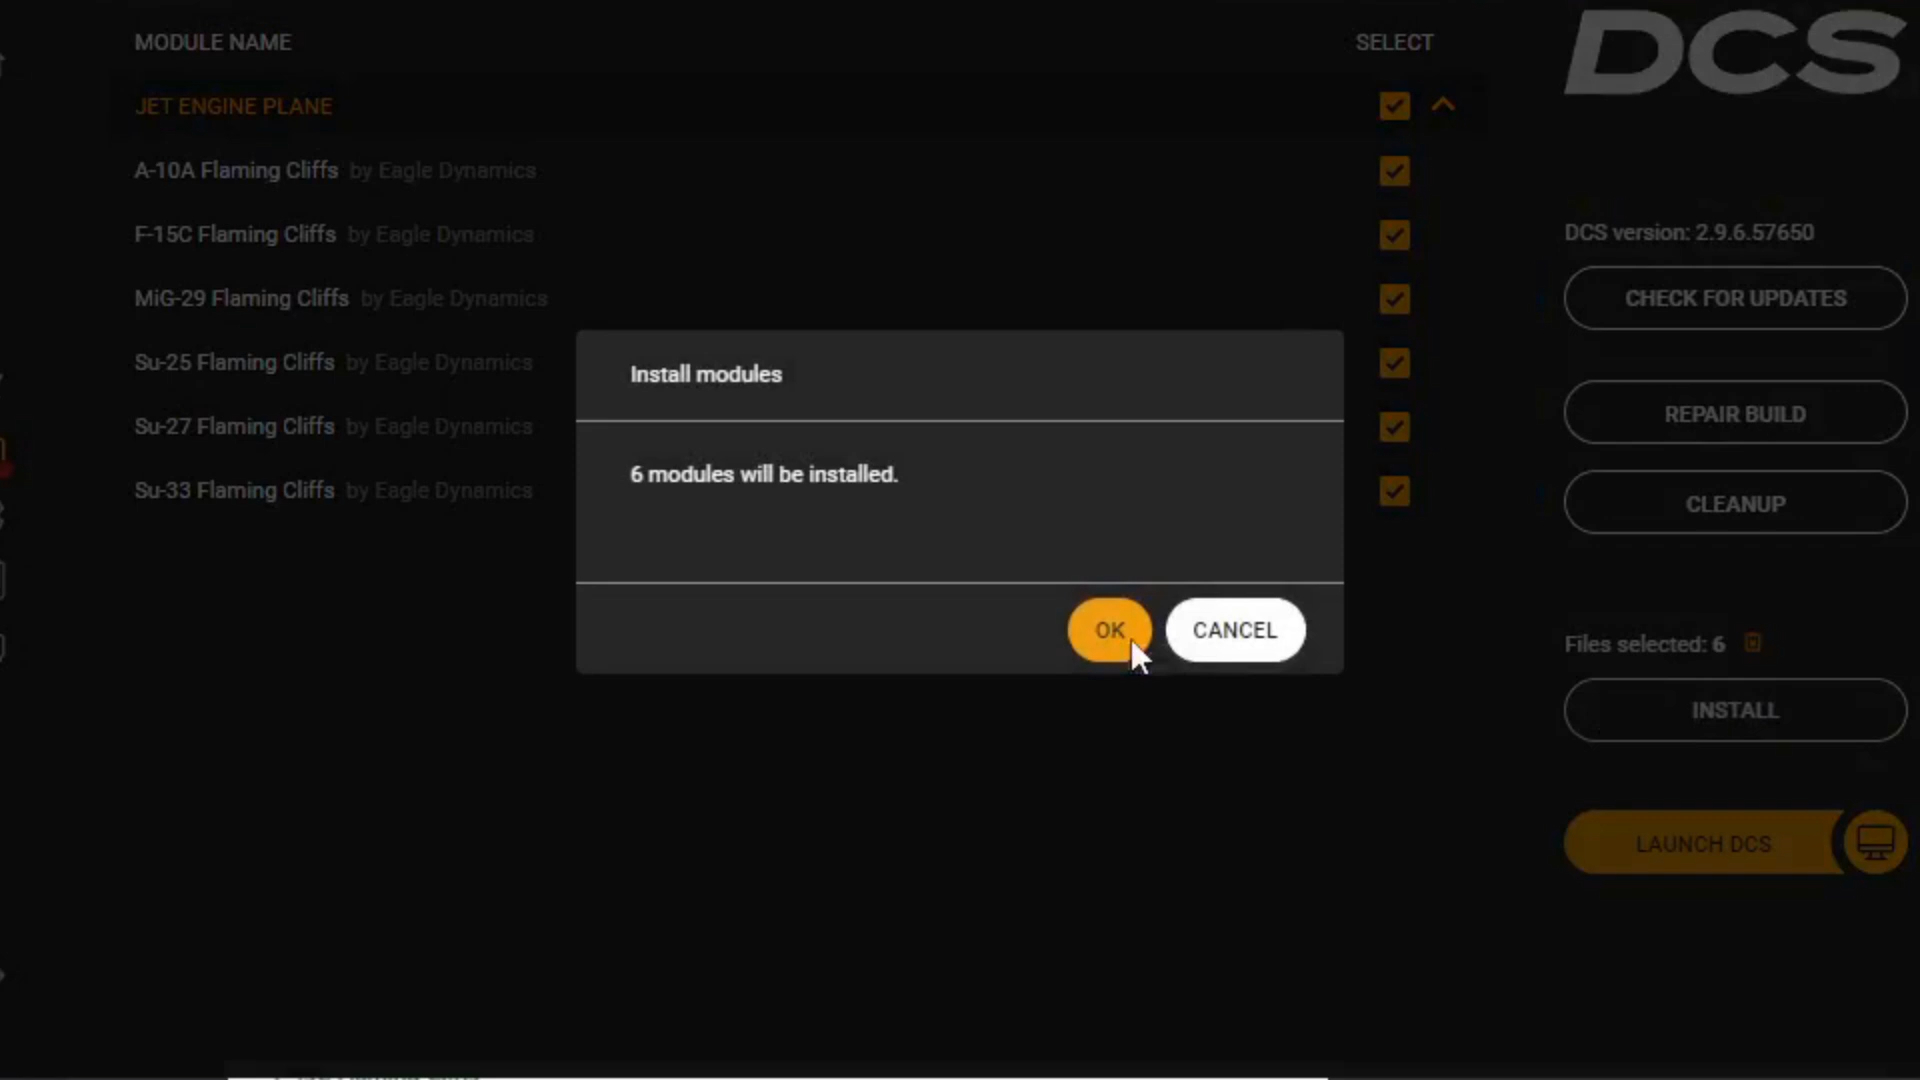 MODULE NAME SELECT
JET ENGINE PLANE
A-10A Flaming Cliffs by Eagle Dynamics
F-15C Flaming Cliffs by Eagle Dynamics
MiG-29 Flaming Cliffs by Eagle Dynamics
Su-25 Flaming Cliffs by Eagle Dynamics
Su-27 Flaming Cliffs by Eagle Dynamics
Su-33 Flaming Cliffs by Eagle Dynamics
Install modules
6 modules will be installed.
OK CANCEL
DCS
DCS version: 2.9.6.57650
CHECK FOR UPDATES
REPAIR BUILD
CLEANUP
Files selected: 6
INSTALL
LAUNCH DCS